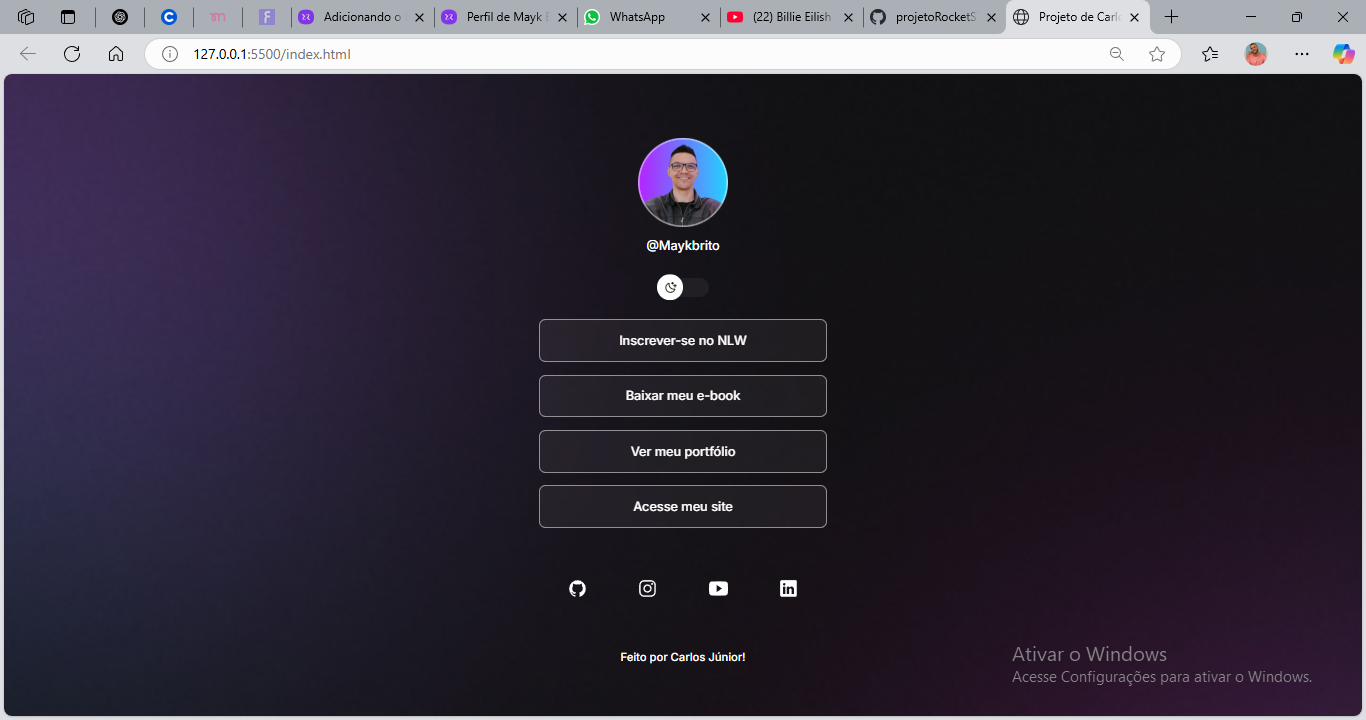 Adicionando o
Perfil de Mayk
WhatsApp
(22) Billie Eilish
projetoRocketS
Projeto de Carlo
127.0.0.1:5500/index.html
@Maykbrito
Inscrever-se no NLW
Baixar meu e-book
Ver meu portfólio
Acesse meu site
Feito por Carlos Júnior!
Ativar o Windows
Acesse Configurações para ativar o Windows.